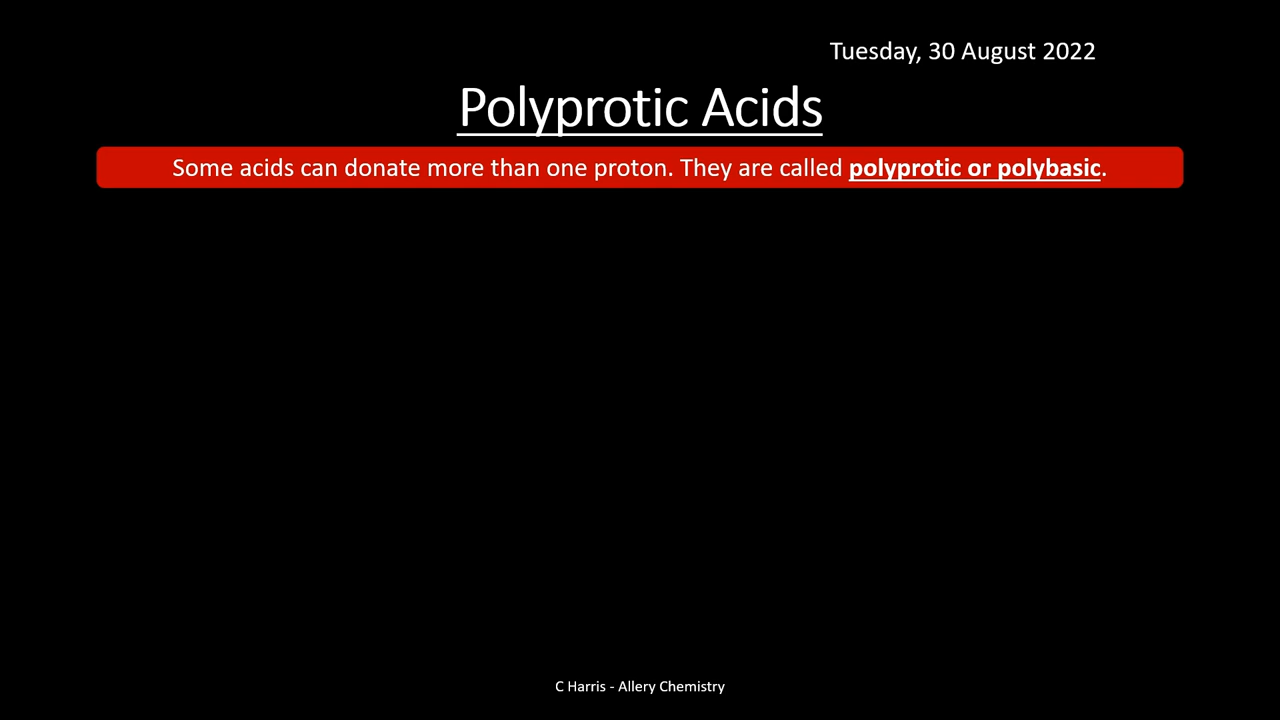 Tuesday, 30 August 2022
Polyprotic Acids
Some acids can donate more than one proton. They are called polyprotic or polybasic.
C Harris - Allery Chemistry